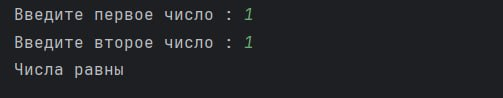 Введите первое число : 1
Введите второе число : 1
Числа равны